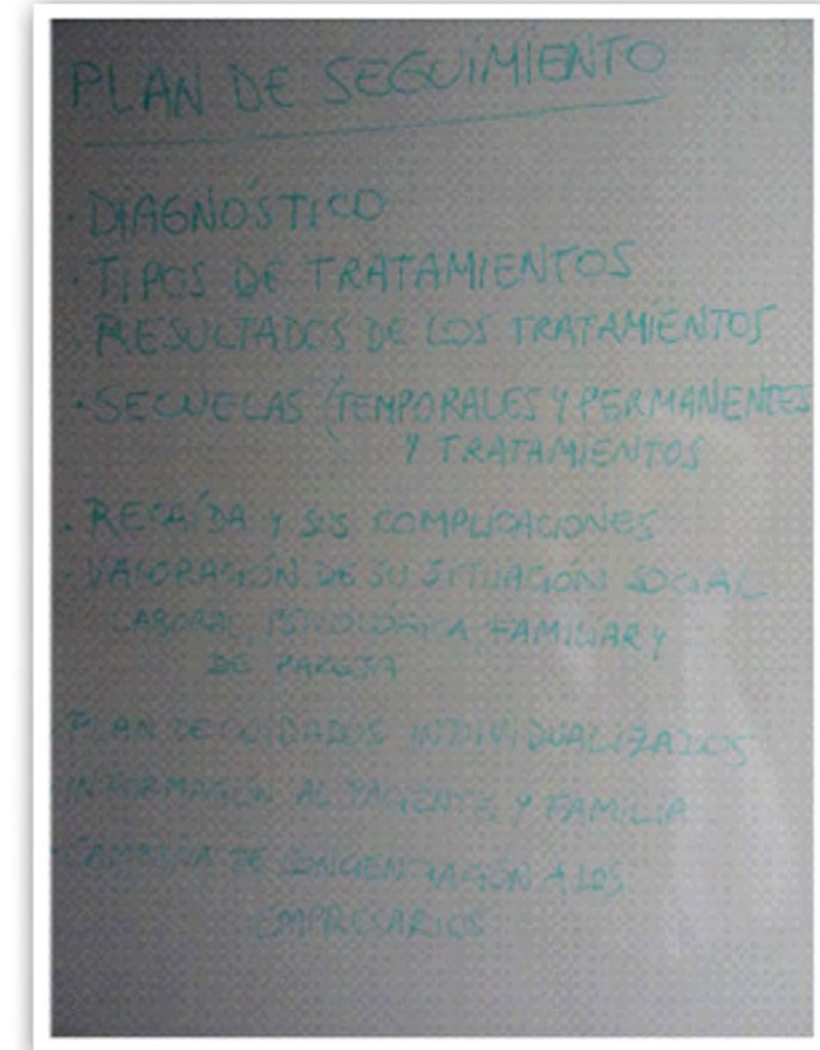 PLAN DE SEGUIMIENTO
· DIAGNÓSTICO
· TIPOS DE TRATAMIENTOS
· RESULTADOS DE LOS TRATAMIENTOS
· SECUELAS (TEMPORALES Y PERMANENTES
Y TRATAMIENTOS
· RECAÍDA Y SUS COMPLICACIONES
· VALORACIÓN DE SU SITUACIÓN SOCIAL
LABORAL, PSICOLÓGICA, FAMILIAR Y
DE PAREJA
· PLAN DE CUIDADOS INDIVIDUALIZADOS
· INFORMACIÓN AL PACIENTE Y FAMILIA
· CAMPAÑA DE A LOS
EMPRESARIOS